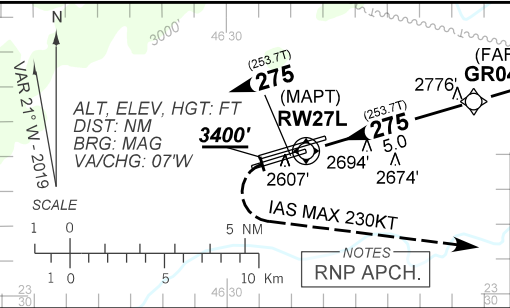 3000'
46 30
(FAF
GR04
2776'
(253.7T)
275
(MAPT)
RW27L
VAR 21° W - 2019
ALT, ELEV, HGT: FT
DIST: NM
BRG: MAG
VA/CHG: 07'W
3400'
(253.7T)
275
5.0
2694'
2674'
2607'
SCALE
IAS MAX 230KT
1 0 5 NM
1 0 5 10 Km
NOTES
RNP APCH.
23
30
46 30
23
30